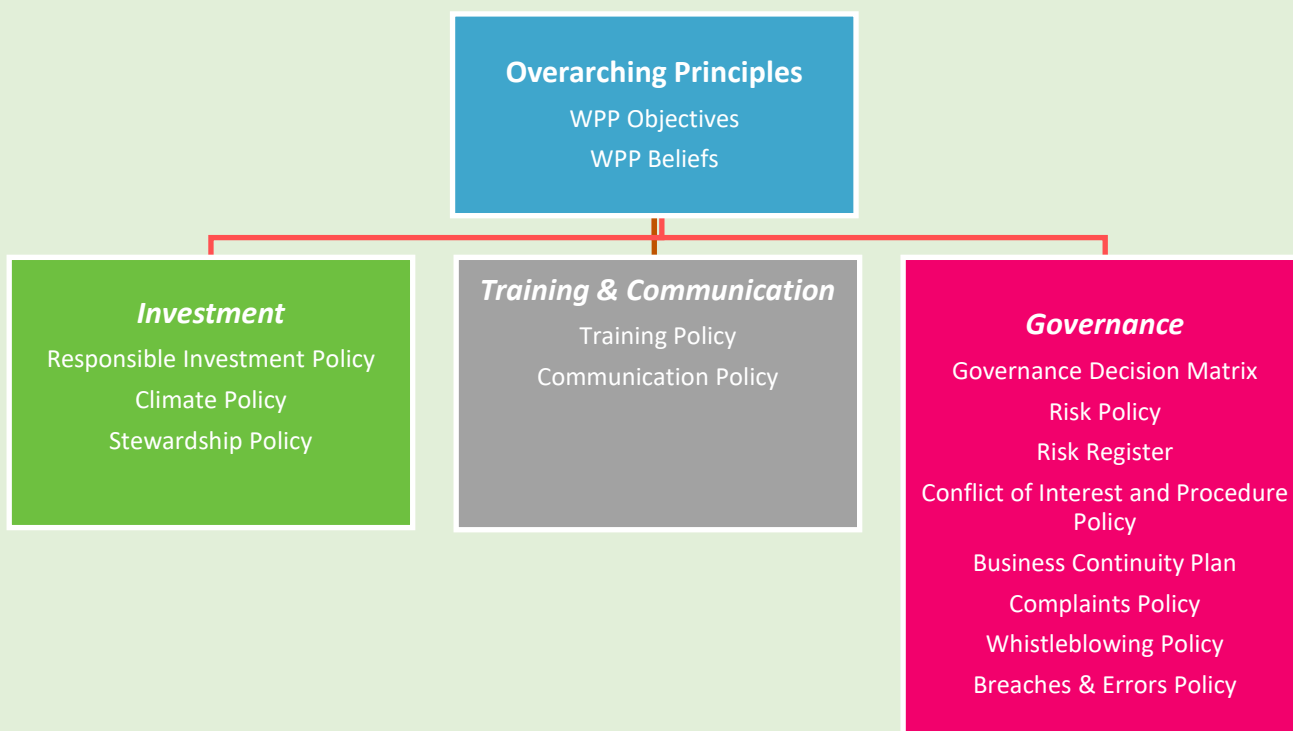 Overarching Principles
WPP Objectives
WPP Beliefs
Investment
Responsible Investment Policy
Climate Policy
Stewardship Policy
Training & Communication
Training Policy
Communication Policy
Governance
Governance Decision Matrix
Risk Policy
Risk Register
Conflict of Interest and Procedure
Policy
Business Continuity Plan
Complaints Policy
Whistleblowing Policy
Breaches & Errors Policy